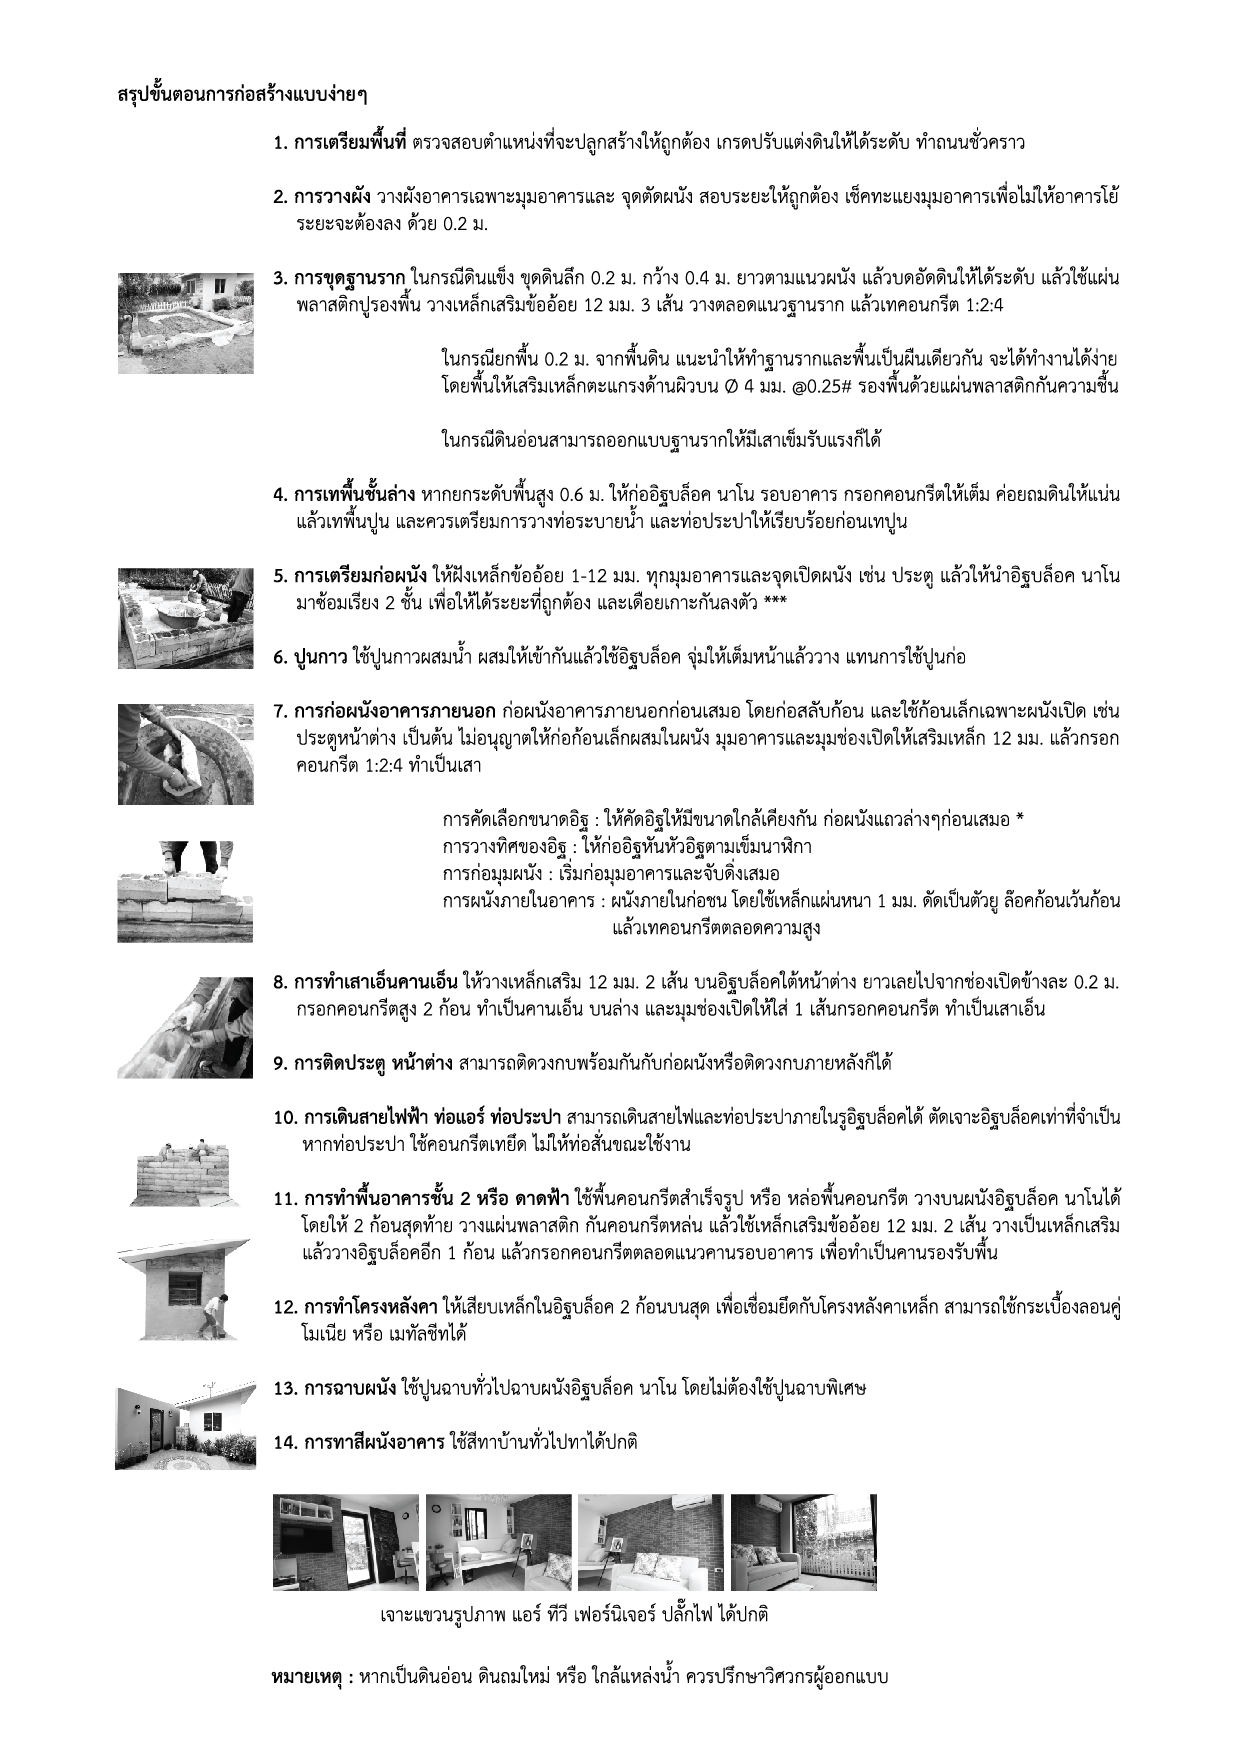 สรุปขั้นตอนการก่อสร้างแบบง่ายๆ
1. การเตรียมพื้นที่ ตรวจสอบตำแหน่งที่จะปลูกสร้างให้ถูกต้อง เกรดปรับแต่งดินให้ได้ระดับ ทำถนนชั่วคราว
2. การวางผัง วางผังอาคารเฉพาะมุมอาคารและ จุดตัดผนัง สอบระยะให้ถูกต้อง เช็คทะแยงมุมอาคารเพื่อไม่ให้อาคารโย้
ระยะจะต้องลง ด้วย 0.2 ม.
3. การขุดฐานราก ในกรณีดินแข็ง ขุดดินลึก 0.2 ม. กว้าง 0.4 ม. ยาวตามแนวผนัง แล้วบดอัดดินให้ได้ระดับ แล้วใช้แผ่น
พลาสติกปูรองพื้น วางเหล็กเสริมข้ออ้อย 12 มม. 3 เส้น วางตลอดแนวฐานราก แล้วเทคอนกรีต 1:2:4
ในกรณียกพื้น 0.2 ม. จากพื้นดิน แนะนำให้ทำฐานรากและพื้นเป็นผืนเดียวกัน จะได้ทำงานได้ง่าย
โดยพื้นให้เสริมเหล็กตะแกรงด้านผิวบน Ø 4 มม. @0.25# รองพื้นด้วยแผ่นพลาสติกกันความชื้น
ในกรณีดินอ่อนสามารถออกแบบฐานรากให้มีเสาเข็มรับแรงก็ได้
4. การเทพื้นชั้นล่าง หากยกระดับพื้นสูง 0.6 ม. ให้ก่ออิฐบล็อค นาโน รอบอาคาร กรอกคอนกรีตให้เต็ม ค่อยถมดินให้แน่น
แล้วเทพื้นปูน และควรเตรียมการวางท่อระบายน้ำ และท่อประปาให้เรียบร้อยก่อนเทปูน
5. การเตรียมก่อผนัง ให้ฝังเหล็กข้ออ้อย 1-12 มม. ทุกมุมอาคารและจุดเปิดผนัง เช่น ประตู แล้วให้นำอิฐบล็อค นาโน
มาซ้อมเรียง 2 ชั้น เพื่อให้ได้ระยะที่ถูกต้อง และเดือยเกาะกันลงตัว ***
6. ปูนกาว ใช้ปูนกาวผสมน้ำ ผสมให้เข้ากันแล้วใช้อิฐบล็อค จุ่มให้เต็มหน้าแล้ววาง แทนการใช้ปูนก่อ
7. การก่อผนังอาคารภายนอก ก่อผนังอาคารภายนอกก่อนเสมอ โดยก่อสลับก้อน และใช้ก้อนเล็กเฉพาะผนังเปิด เช่น
ประตูหน้าต่าง เป็นต้น ไม่อนุญาตให้ก่อก้อนเล็กผสมในผนัง มุมอาคารและมุมช่องเปิดให้เสริมเหล็ก 12 มม. แล้วกรอก
คอนกรีต 1:2:4 ทำเป็นเสา
การคัดเลือกขนาดอิฐ : ให้คัดอิฐให้มีขนาดใกล้เคียงกัน ก่อผนังแถวล่างๆก่อนเสมอ *
การวางทิศของอิฐ : ให้ก่ออิฐหันหัวอิฐตามเข็มนาฬิกา
การก่อมุมผนัง : เริ่มก่อมุมอาคารและจับดิ่งเสมอ
การผนังภายในอาคาร : ผนังภายในก่อชน โดยใช้เหล็กแผ่นหนา 1 มม. ดัดเป็นตัวยู ล๊อคก้อนเว้นก้อน
แล้วเทคอนกรีตตลอดความสูง
8. การทำเสาเอ็นคานเอ็น ให้วางเหล็กเสริม 12 มม. 2 เส้น บนอิฐบล็อคใต้หน้าต่าง ยาวเลยไปจากช่องเปิดข้างละ 0.2 ม.
กรอกคอนกรีตสูง 2 ก้อน ทำเป็นคานเอ็น บนล่าง และมุมช่องเปิดให้ใส่ 1 เส้นกรอกคอนกรีต ทำเป็นเสาเอ็น
9. การติดประตู หน้าต่าง สามารถติดวงกบพร้อมกันกับก่อผนังหรือติดวงกบภายหลังก็ได้
10. การเดินสายไฟฟ้า ท่อแอร์ ท่อประปา สามารถเดินสายไฟและท่อประปาภายในรูอิฐบล็อคได้ ตัดเจาะอิฐบล็อคเท่าที่จำเป็น
หากท่อประปา ใช้คอนกรีตเทยึด ไม่ให้ท่อสั่นขณะใช้งาน
11. การทำพื้นอาคารชั้น 2 หรือ ดาดฟ้า ใช้พื้นคอนกรีตสำเร็จรูป หรือ หล่อพื้นคอนกรีต วางบนผนังอิฐบล็อค นาโนได้
โดยให้ 2 ก้อนสุดท้าย วางแผ่นพลาสติก กันคอนกรีตหล่น แล้วใช้เหล็กเสริมข้ออ้อย 12 มม. 2 เส้น วางเป็นเหล็กเสริม
แล้ววางอิฐบล็อคอีก 1 ก้อน แล้วกรอกคอนกรีตตลอดแนวคานรอบอาคาร เพื่อทำเป็นคานรองรับพื้น
12. การทำโครงหลังคา ให้เสียบเหล็กในอิฐบล็อค 2 ก้อนบนสุด เพื่อเชื่อมยึดกับโครงหลังคาเหล็ก สามารถใช้กระเบื้องลอนคู่
โมเนีย หรือ เมทัลชีทได้
13. การฉาบผนัง ใช้ปูนฉาบทั่วไปฉาบผนังอิฐบล็อค นาโน โดยไม่ต้องใช้ปูนฉาบพิเศษ
14. การทาสีผนังอาคาร ใช้สีทาบ้านทั่วไปทาได้ปกติ
เจาะแขวนรูปภาพ แอร์ ทีวี เฟอร์นิเจอร์ ปลั๊กไฟ ได้ปกติ
หมายเหตุ : หากเป็นดินอ่อน ดินถมใหม่ หรือ ใกล้แหล่งน้ำ ควรปรึกษาวิศวกรผู้ออกแบบ